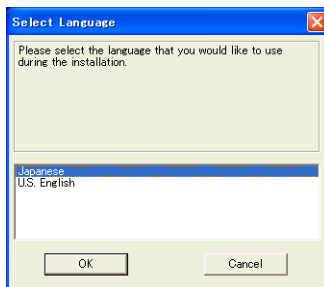 Select Language
Please select the language that you would like to use
during the installation.
Japanese
U.S. English
OK
Cancel